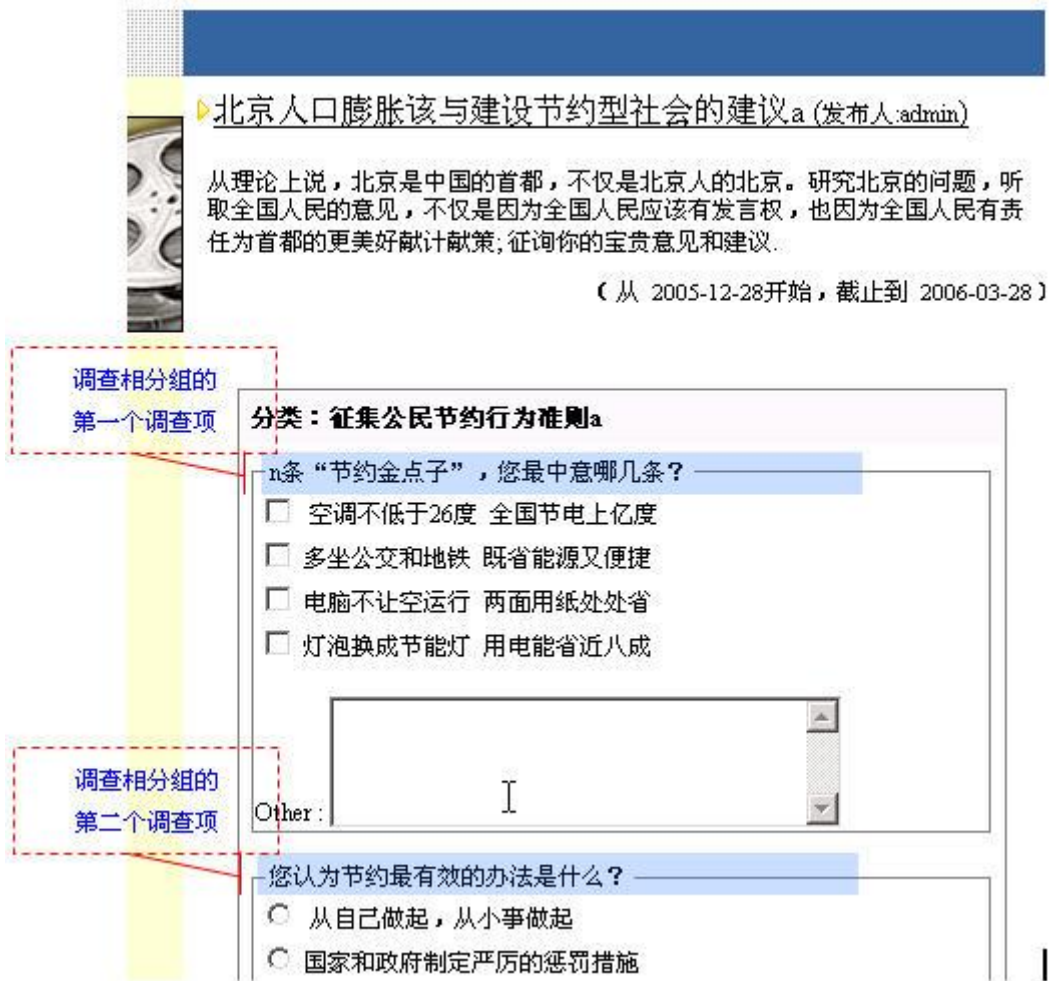 北京人口膨胀该与建设节约型社会的建议a (发布人:admin)
从理论上说，北京是中国的首都，不仅是北京人的北京。研究北京的问题，听
取全国人民的意见，不仅是因为全国人民应该有发言权，也因为全国人民有责
任为首都的更美好献计献策;征询你的宝贵意见和建议.
( 从 2005-12-28开始，截止到 2006-03-28 )
调查相分组的
第一个调查项
分类：征集公民节约行为准则a
n条“节约金点子”，您最中意哪几条？
空调不低于26度 全国节电上亿度
多坐公交和地铁 既省能源又便捷
电脑不让空运行 两面用纸处处省
灯泡换成节能灯 用电能省近八成
调查相分组的
第二个调查项
Other :
您认为节约最有效的办法是什么？
从自己做起，从小事做起
国家和政府制定严厉的惩罚措施